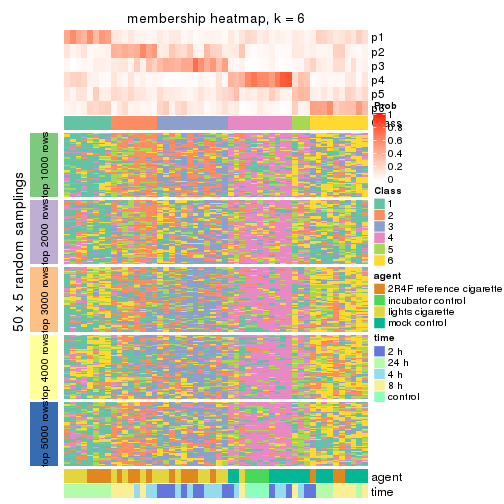 membership heatmap, k = 6
p1
p2
p3
p4
p5
p6
Class
50 x 5 random samplings
top 1000 rows
top 2000 rows
top 3000 rows
top 4000 rows
top 5000 rows
agent
time
Prob
1
0.8
0.6
0.4
0.2
0
Class
1
2
3
4
5
6
agent
2R4F reference cigarette
incubator control
lights cigarette
mock control
time
2 h
24 h
4 h
8 h
control